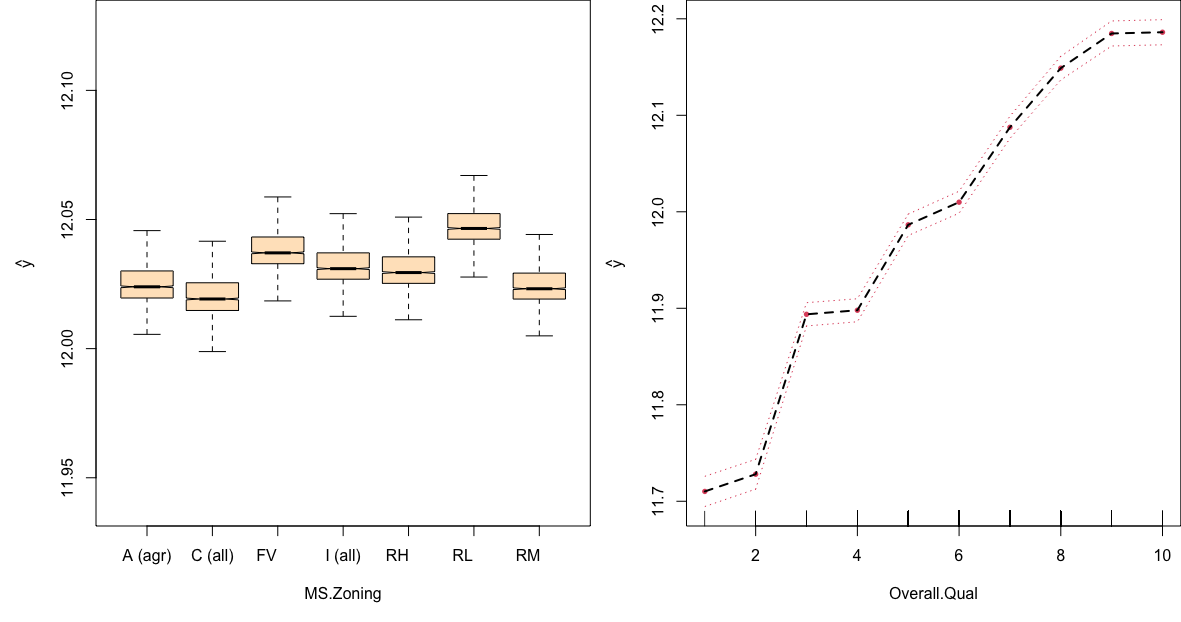 12.10
12.05
12.00
11.95
ŷ
A (agr) C (all) FV I (all) RH RL RM
MS.Zoning
12.2
12.1
12.0
11.9
11.8
11.7
ŷ
2 4 6 8 10
Overall.Qual